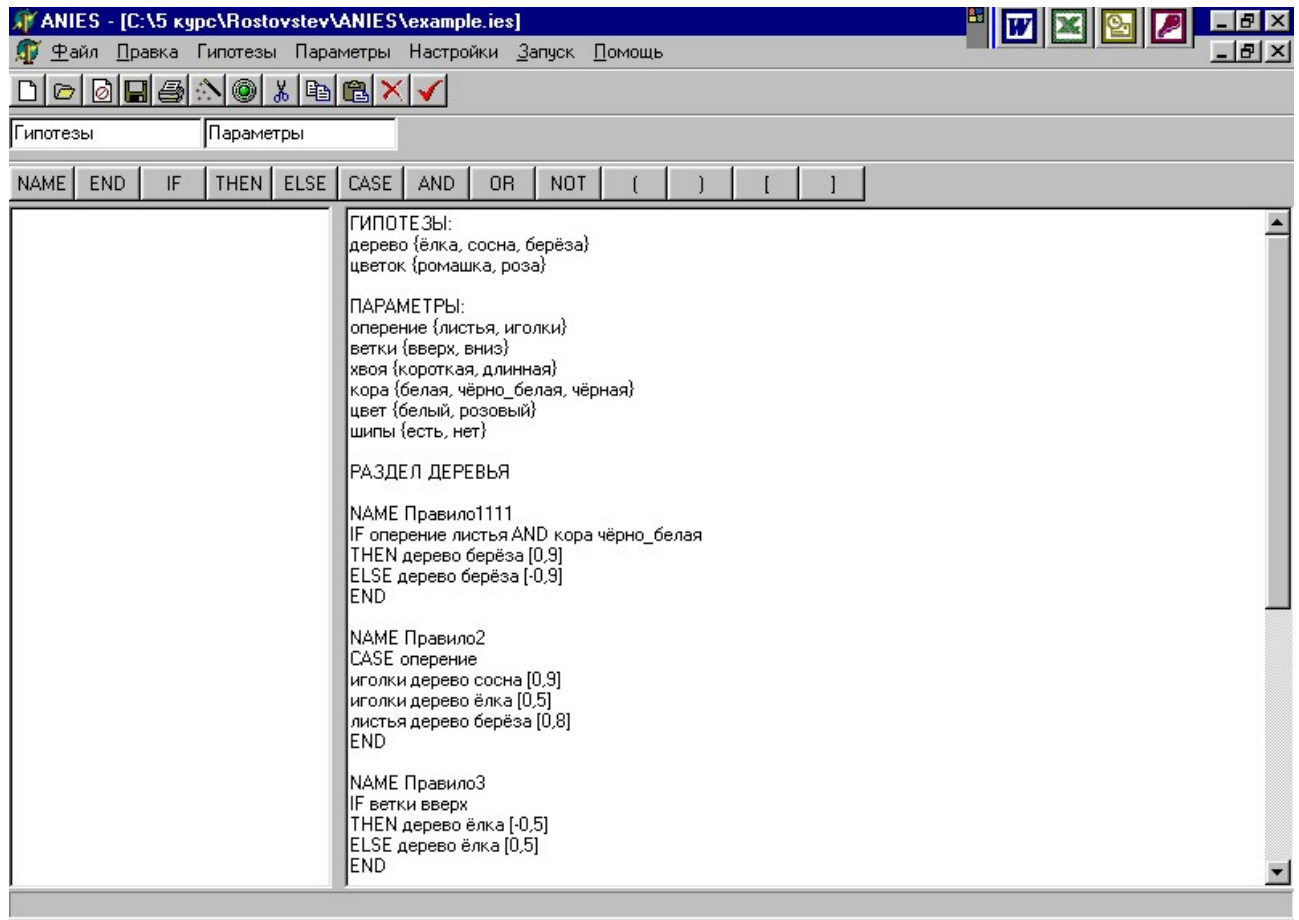 ANIES - [C:\5 курс\Rostovstev\ANIES\example.ies]
Файл Правка Гипотезы Параметры Настройки Запуск Помощь
Гипотезы Параметры
NAME END IF THEN ELSE CASE AND OR NOT ( ) [ ]
ГИПОТЕЗЫ:
дерево {ёлка, сосна, берёза}
цветок {ромашка, роза}
ПАРАМЕТРЫ:
оперение {листья, иголки}
ветки {вверх, вниз}
хвоя {короткая, длинная}
кора {белая, чёрно_белая, чёрная}
цвет {белый, розовый}
шипы {есть, нет}
РАЗДЕЛ ДЕРЕВЬЯ
NAME Правило1111
IF оперение листья AND кора чёрно_белая
THEN дерево берёза [0,9]
ELSE дерево берёза [-0,9]
END
NAME Правило2
CASE оперение
иголки дерево сосна [0,9]
иголки дерево ёлка [0,5]
листья дерево берёза [0,8]
END
NAME Правило3
IF ветки вверх
THEN дерево ёлка [-0,5]
ELSE дерево ёлка [0,5]
END